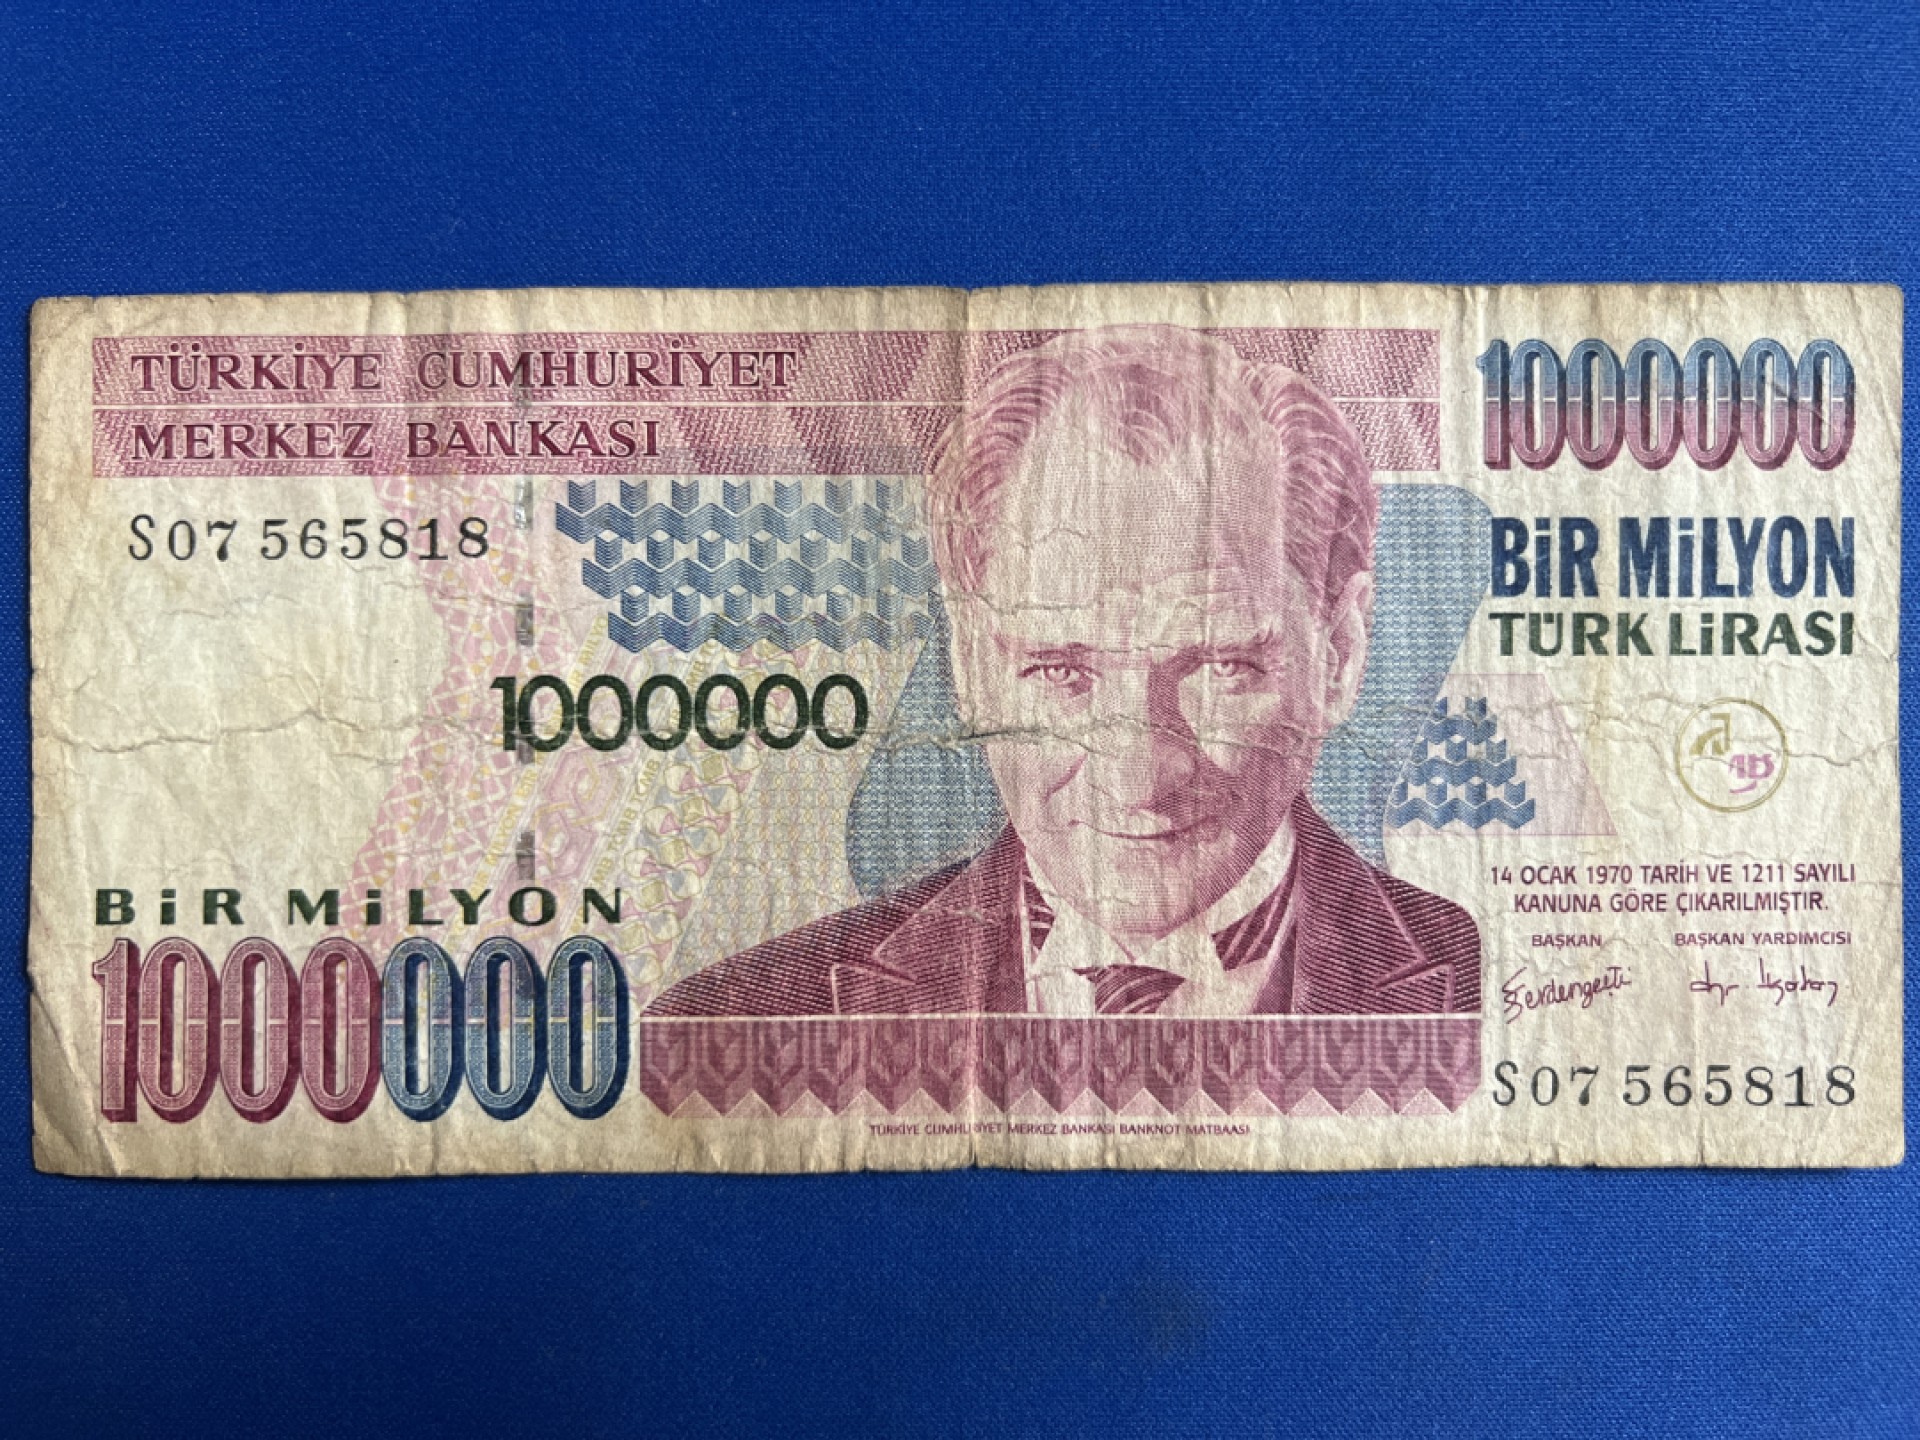 TÜRKİYE CUMHURİYET
MERKEZ BANKASI
1000000
S07 565818
BİR MİLYON
TÜRK LİRASI
1000000
14 OCAK 1970 TARİH VE 1211 SAYILI
KANUNA GÖRE ÇIKARILMIŞTIR.
BAŞKAN BAŞKAN YARDIMCISI
BİR MİLYON
1000000
S07 565818
TÜRKİYE CUMHURİYET MERKEZ BANKASI BANKNOT MATBAASI